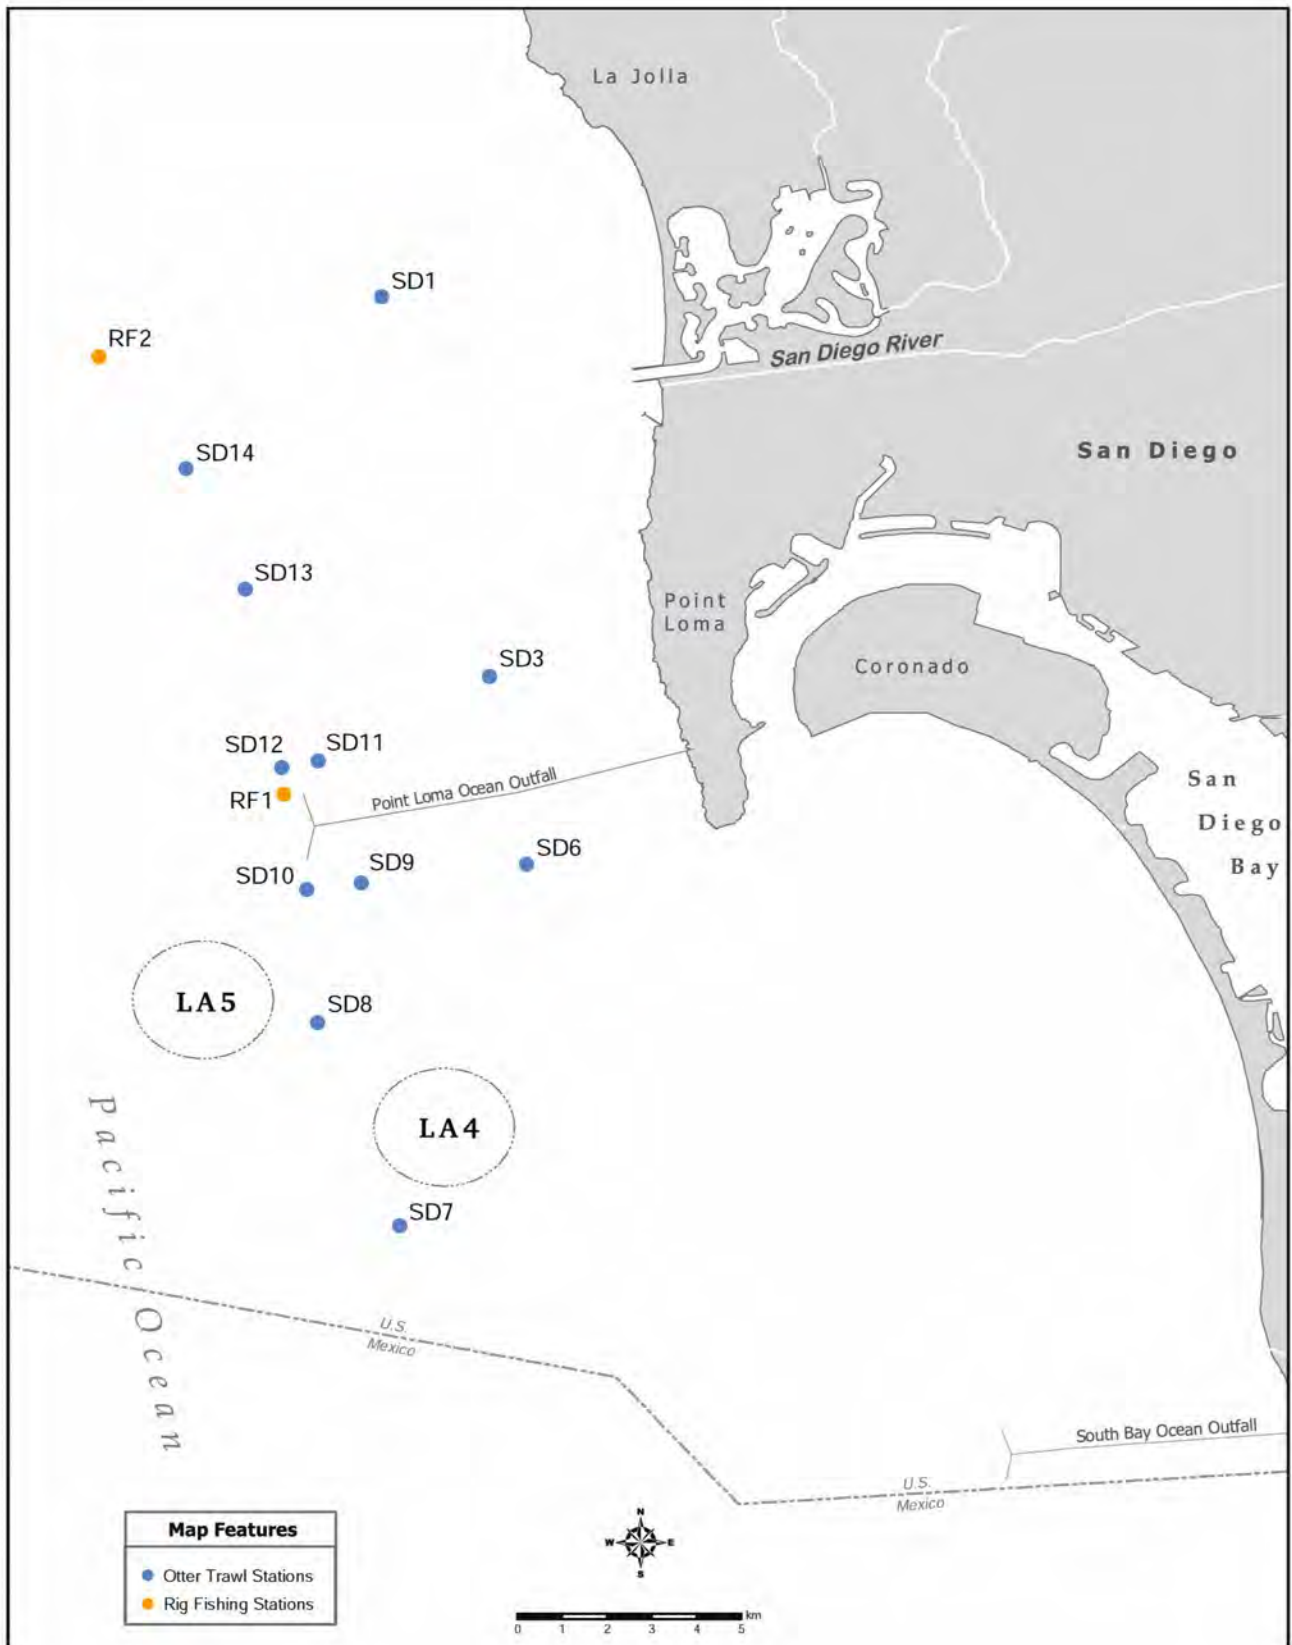 La Jolla
SD1
RF2
San Diego River
SD14
San Diego
SD13
Point
Loma
SD3
Coronado
SD12
SD11
RF1
Point Loma Ocean Outfall
San
Diego
Bay
SD10
SD9
SD6
LA5
SD8
LA4
SD7
Pacific Ocean
U.S.
Mexico
South Bay Ocean Outfall
U.S.
Mexico
Map Features
Otter Trawl Stations
Rig Fishing Stations
N
W E
S
km
0 1 2 3 4 5